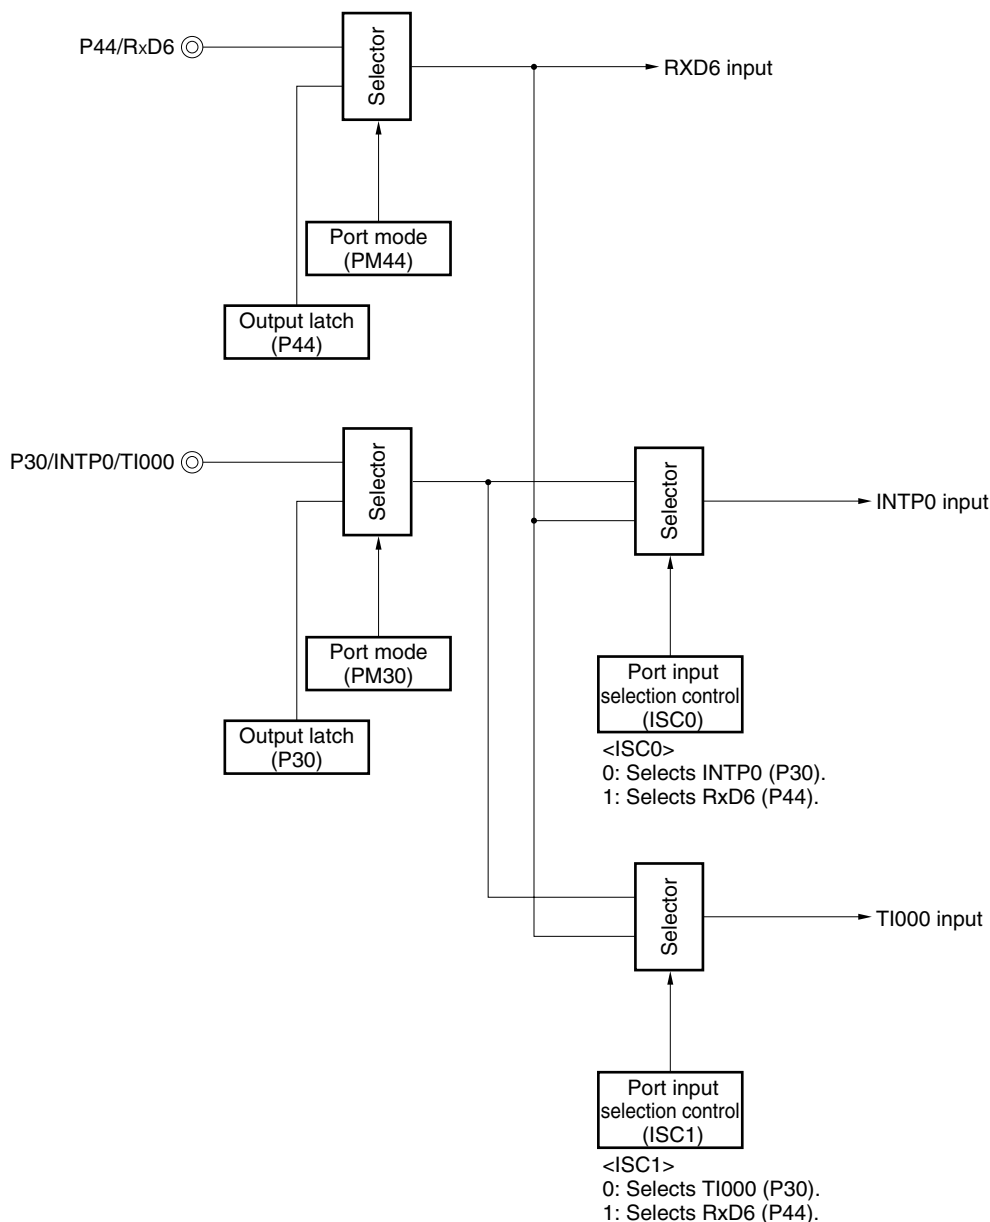 P44/RxD6
Selector
RXD6 input
Port mode
(PM44)
Output latch
(P44)
P30/INTP0/TI000
Selector
Selector
INTP0 input
Port mode
(PM30)
Output latch
(P30)
Port input
selection control
(ISC0)
<ISC0>
0: Selects INTP0 (P30).
1: Selects RxD6 (P44).
Selector
TI000 input
Port input
selection control
(ISC1)
<ISC1>
0: Selects TI000 (P30).
1: Selects RxD6 (P44).